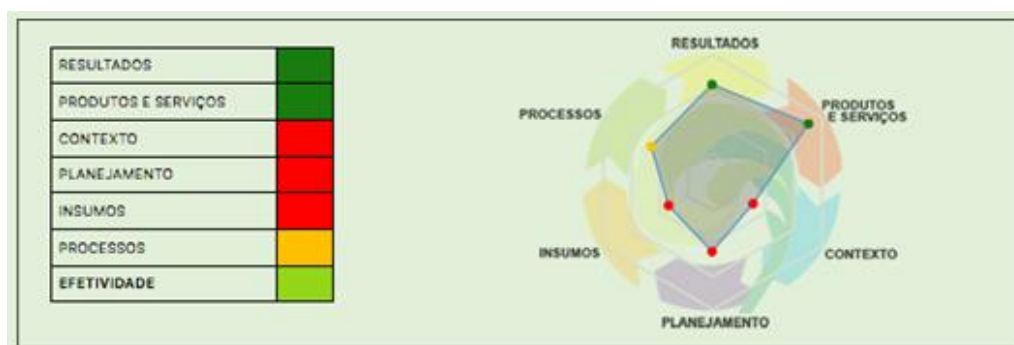 RESULTADOS
PRODUTOS E SERVIÇOS
CONTEXTO
PLANEJAMENTO
INSUMOS
PROCESSOS
EFETIVIDADE
RESULTADOS
PROCESSOS
PRODUTOS
E SERVIÇOS
INSUMOS
CONTEXTO
PLANEJAMENTO